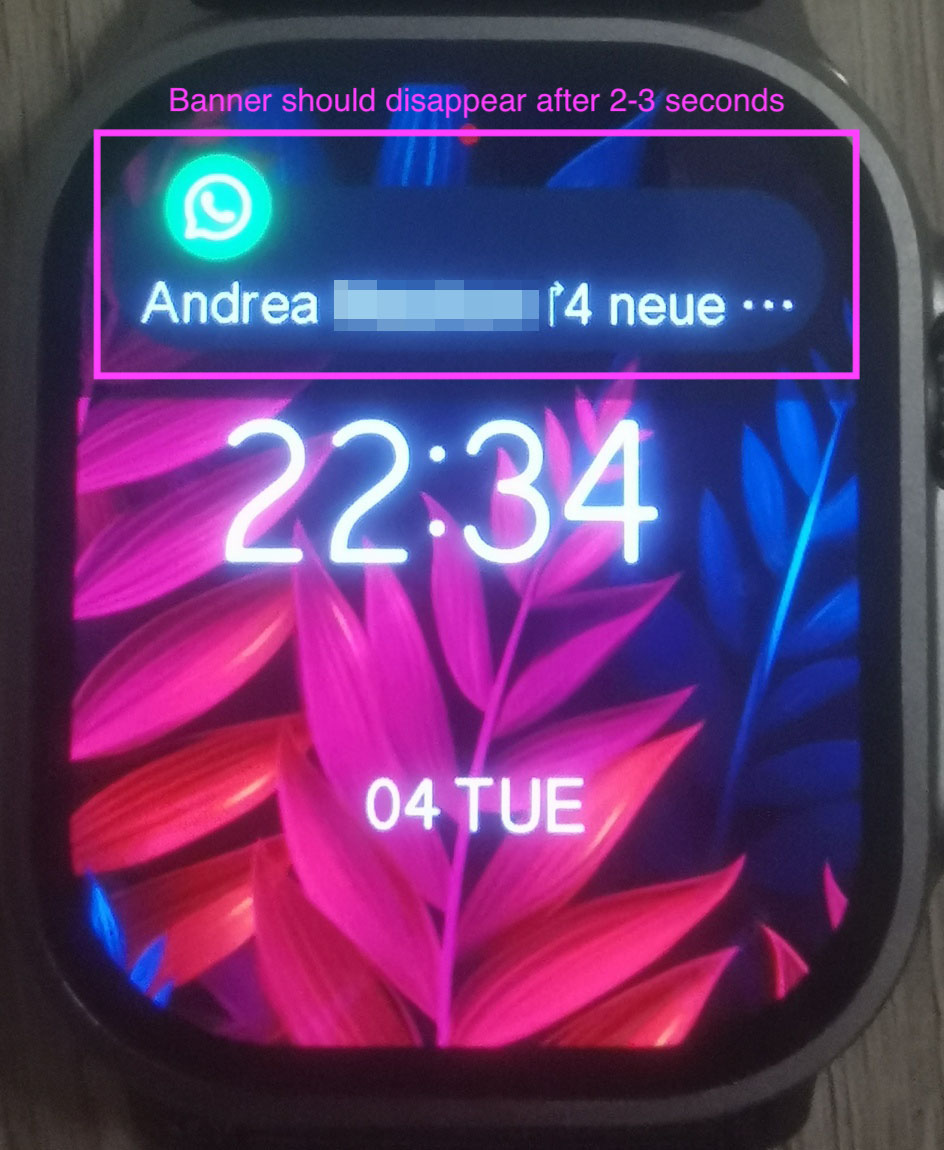 Banner should disappear after 2-3 seconds
Andrea ↱4 neue ...
22:34
04 TUE